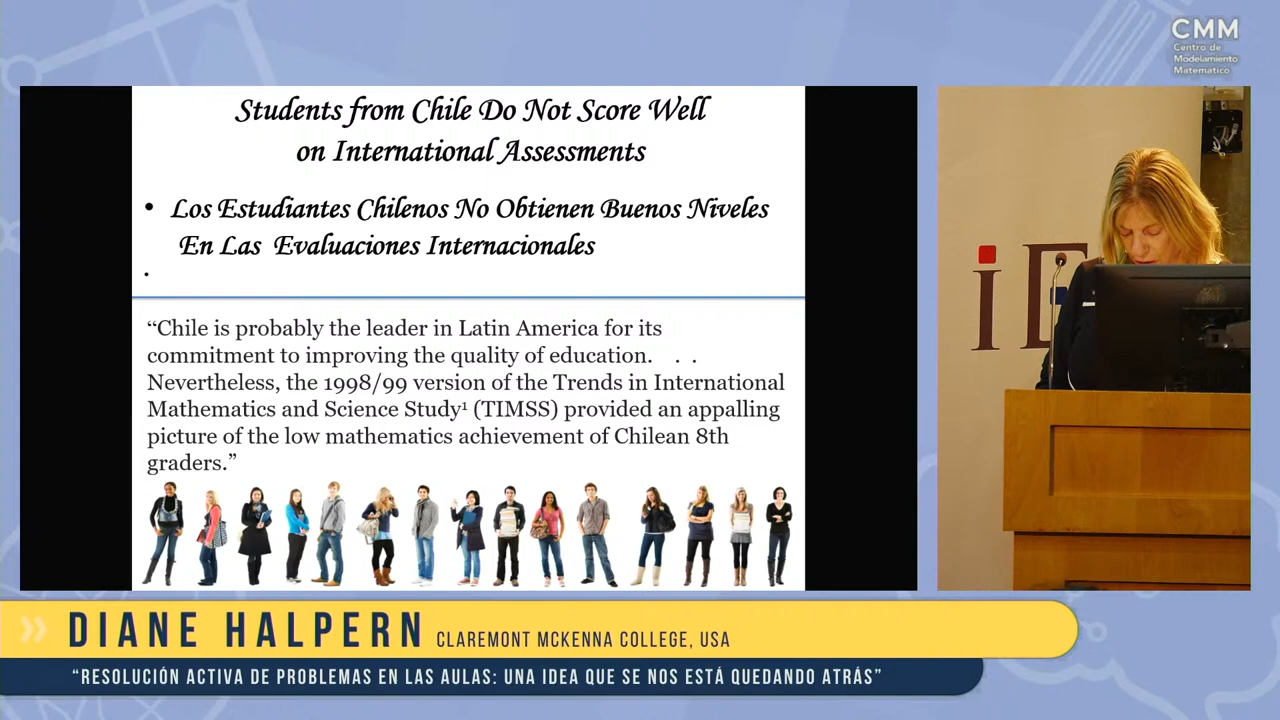 CMM
Centro de
Modelamiento
Matematico
Students from Chile Do Not Score Well
on International Assessments
• Los Estudiantes Chilenos No Obtienen Buenos Niveles
En Las Evaluaciones Internacionales
.
“Chile is probably the leader in Latin America for its
commitment to improving the quality of education. . .
Nevertheless, the 1998/99 version of the Trends in International
Mathematics and Science Study¹ (TIMSS) provided an appalling
picture of the low mathematics achievement of Chilean 8th
graders.”
DIANE HALPERN CLAREMONT MCKENNA COLLEGE, USA
“RESOLUCIÓN ACTIVA DE PROBLEMAS EN LAS AULAS: UNA IDEA QUE SE NOS ESTÁ QUEDANDO ATRÁS”